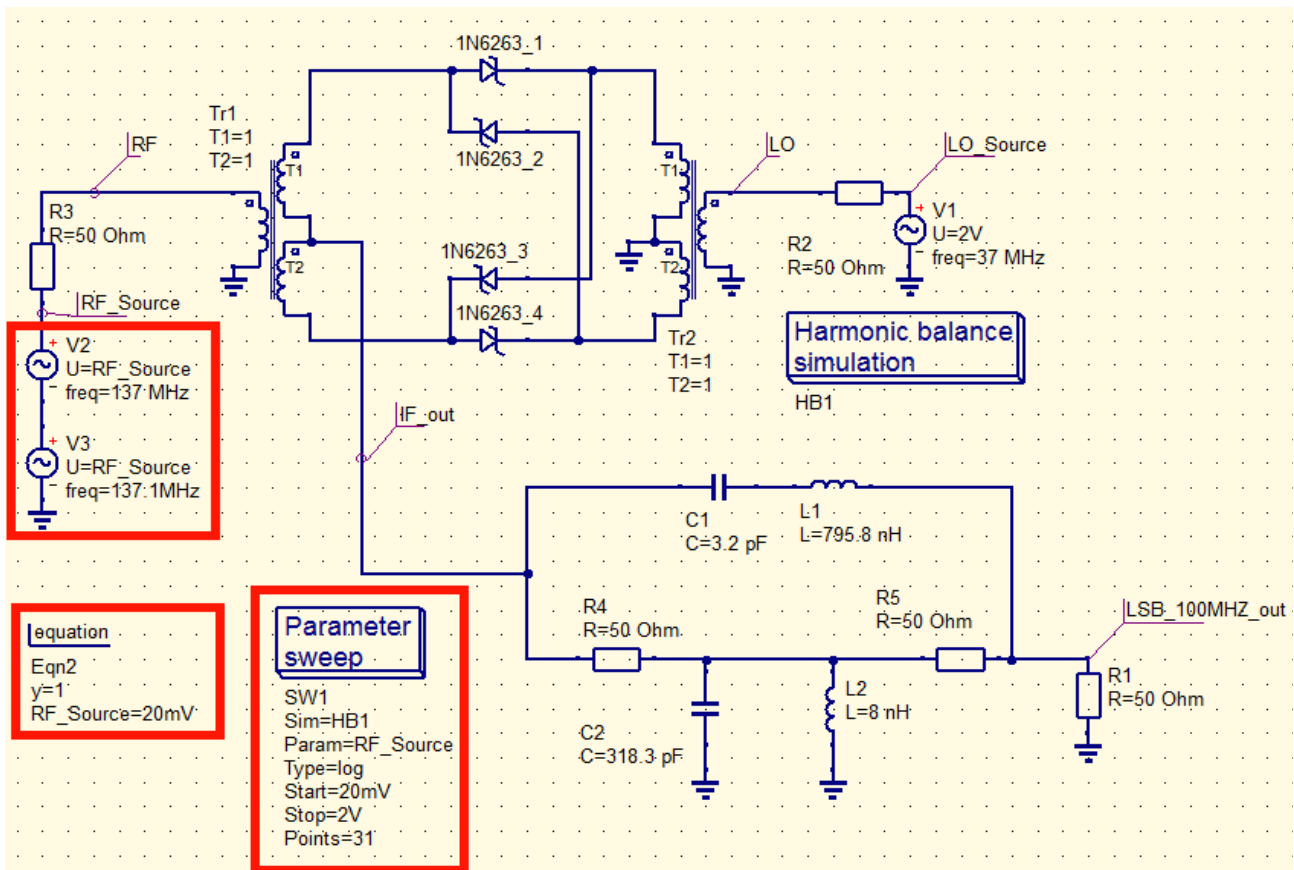 1N6263_1
Tr1
T1=1
T2=1
RF
T1
1N6263_2
T1
LO
LO_Source
R3
R=50 Ohm
V1
U=2V
freq=37 MHz
R2
R=50 Ohm
T2
1N6263_3
T2
RF_Source
1N6263_4
Tr2
T1=1
T2=1
Harmonic balance
simulation
HB1
V2
U=RF_Source
freq=137 MHz
IF_out
V3
U=RF_Source
freq=137.1MHz
C1
C=3.2 pF
L1
L=795.8 nH
equation
Eqn2
y=1
RF_Source=20mV
Parameter
sweep
SW1
Sim=HB1
Param=RF_Source
Type=log
Start=20mV
Stop=2V
Points=31
R4
R=50 Ohm
R5
R=50 Ohm
LSB_100MHZ_out
L2
L=8 nH
R1
R=50 Ohm
C2
C=318.3 pF